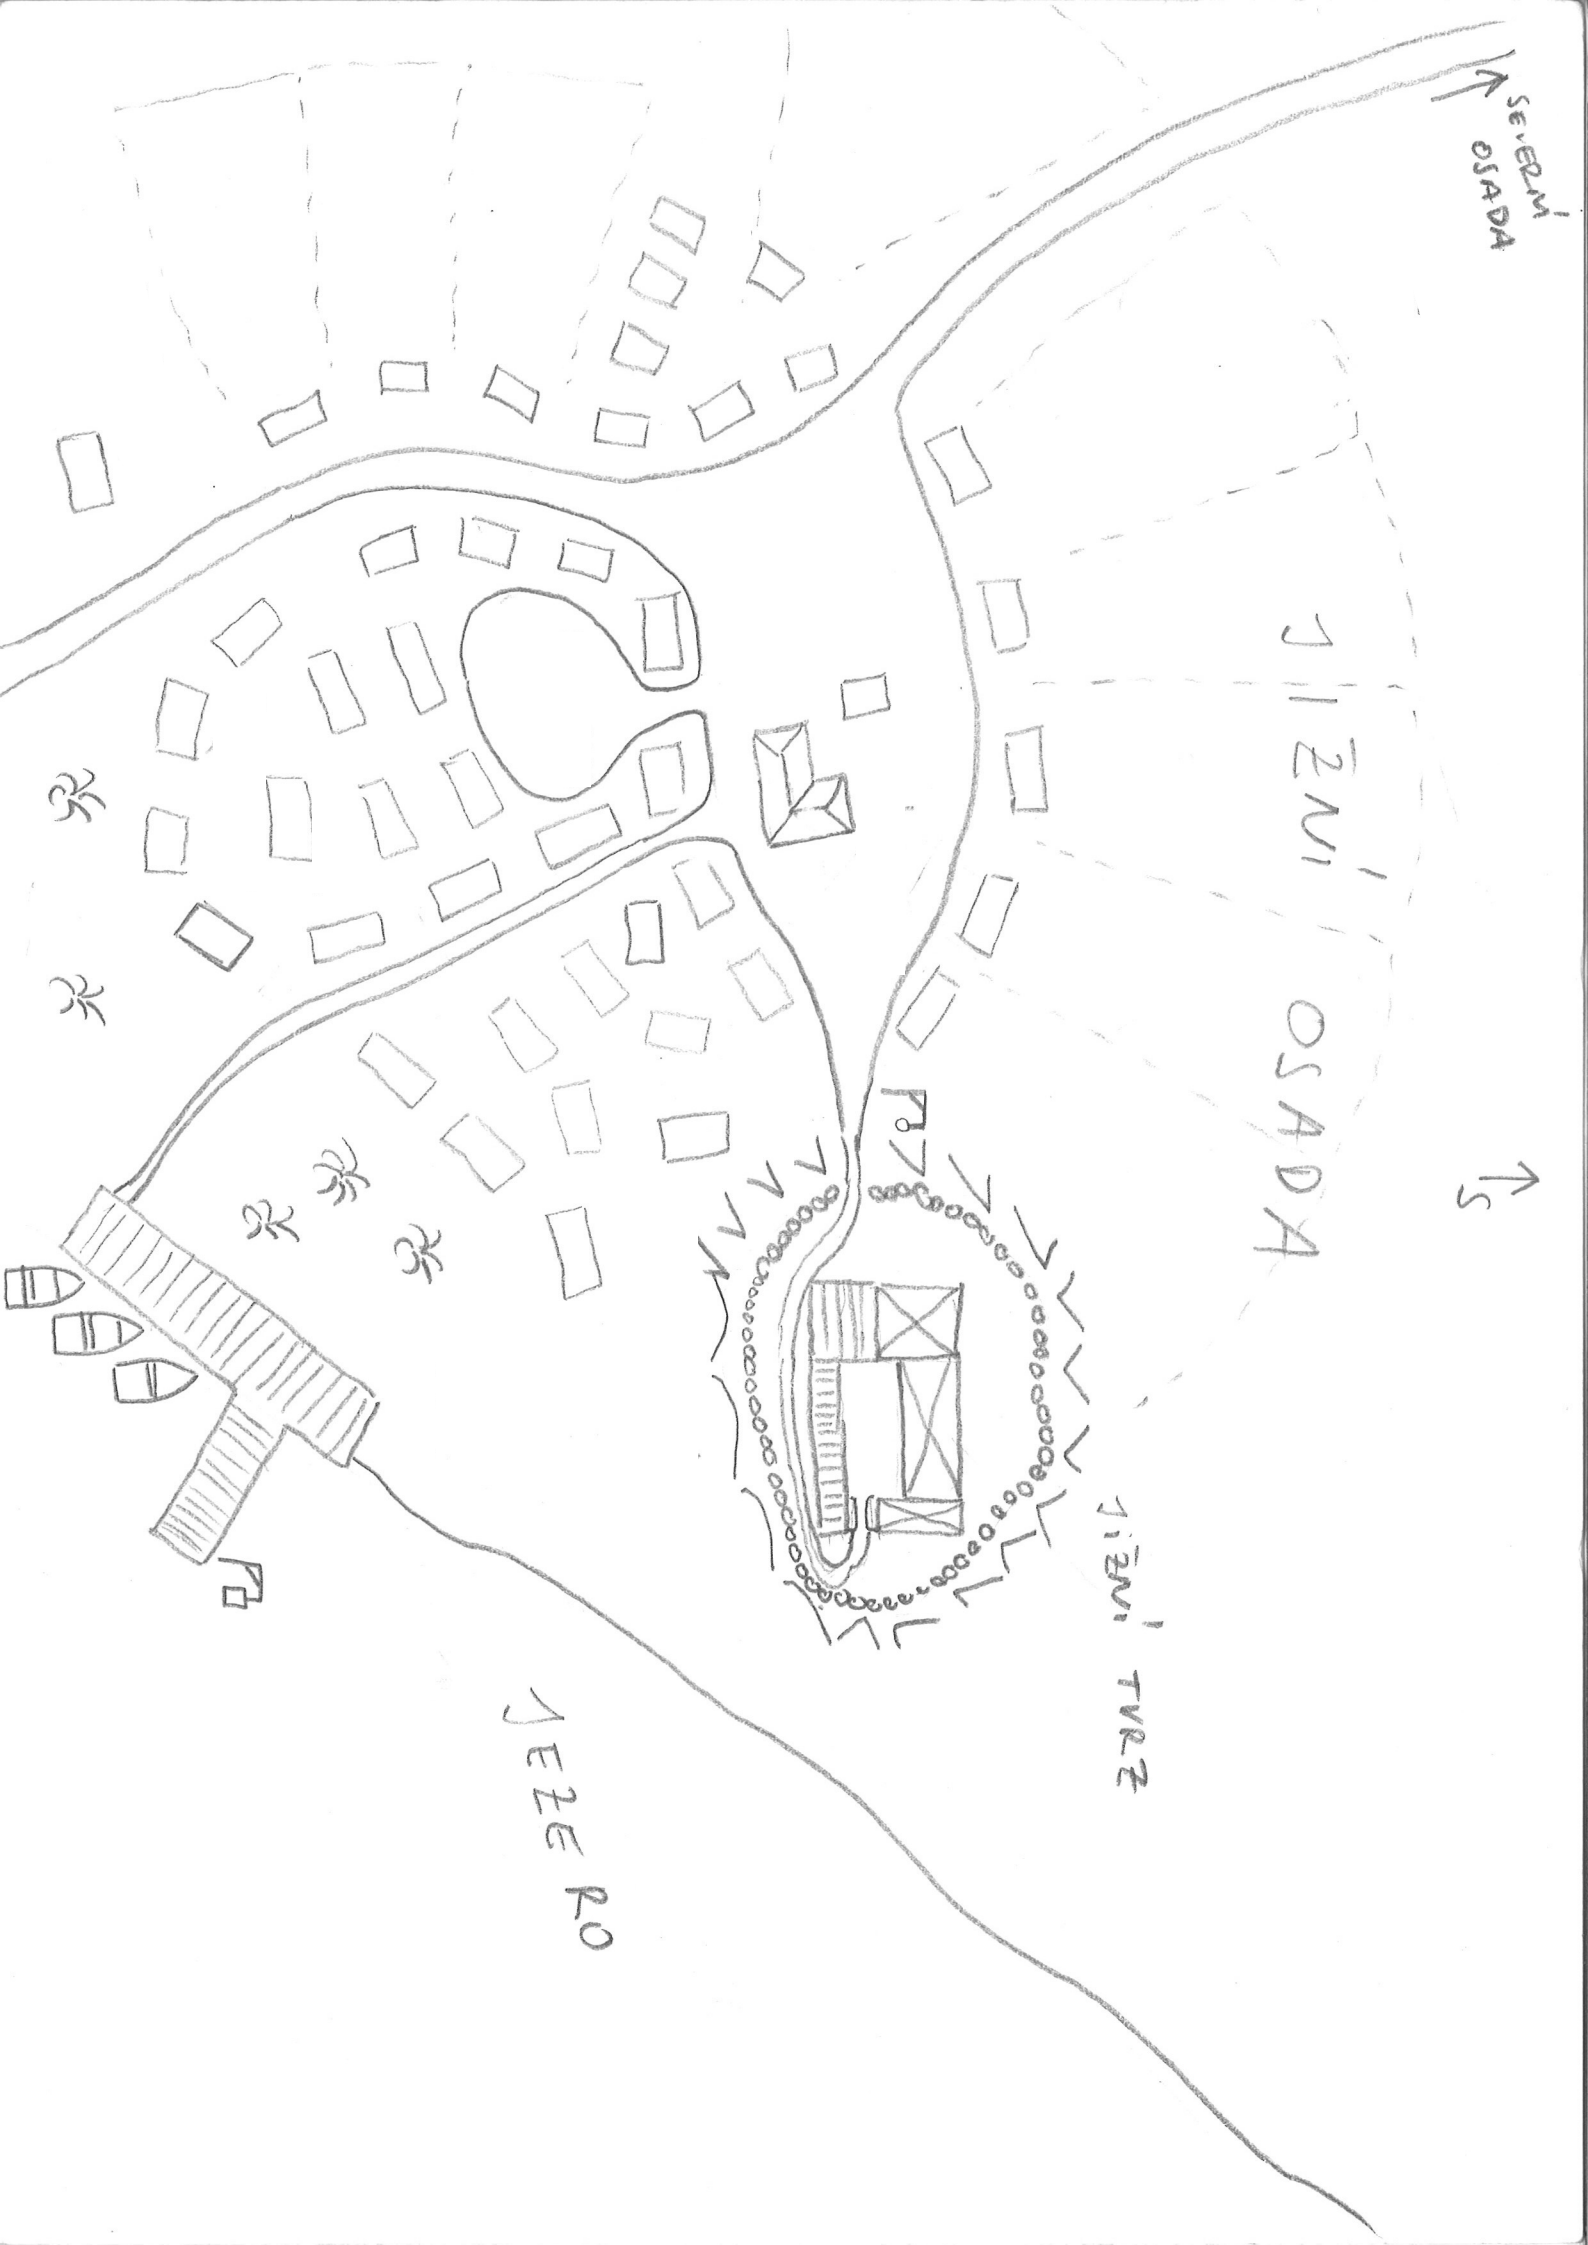 SEVERNÍ
OSADA
JIŽNÍ OSADA
S
JIŽNÍ TVRZ
JEZERO